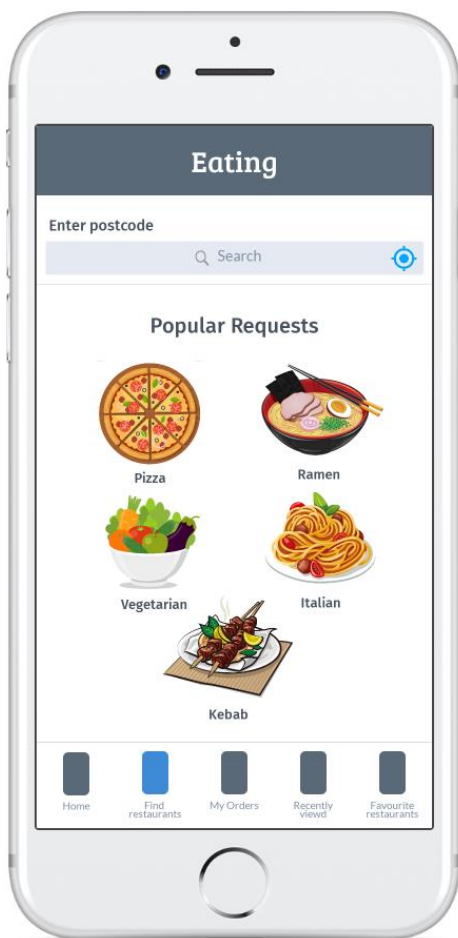 Eating
Enter postcode
Search
Popular Requests
Pizza
Ramen
Vegetarian
Italian
Kebab
Home
Find
restaurants
My Orders
Recently
viewd
Favourite
restaurants